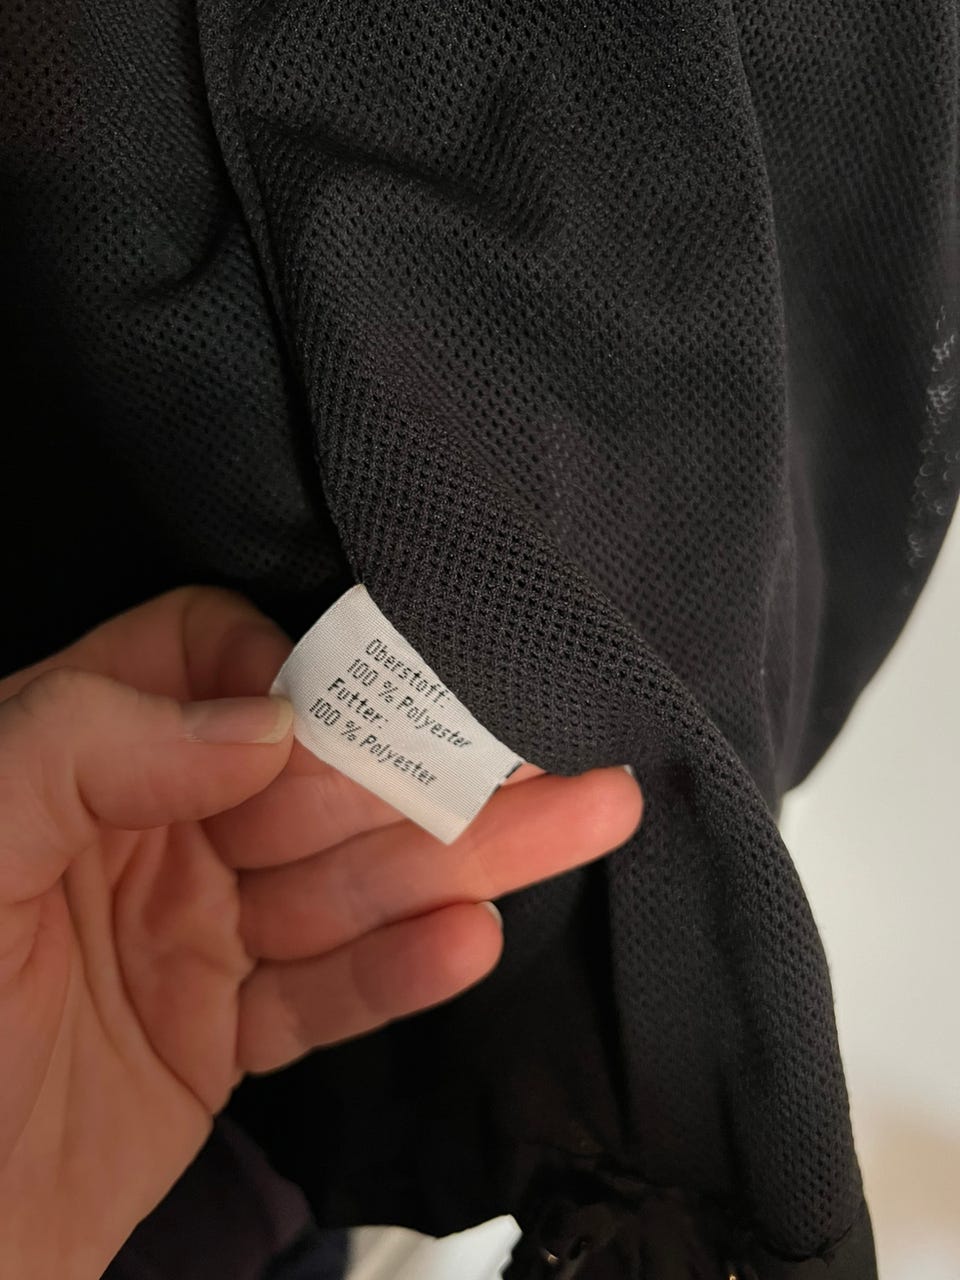 Oberstoff:
100 % Polyester
Futter:
100 % Polyester